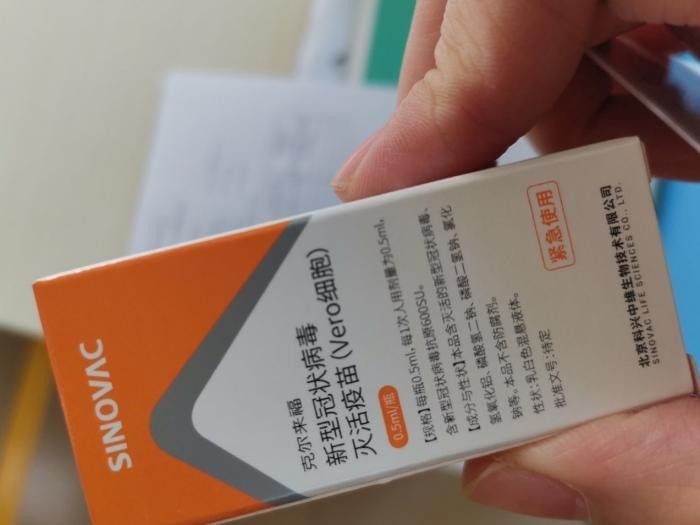 SINOVAC
克尔来福
新型冠状病毒
灭活疫苗(Vero细胞)
0.5ml/瓶
【规格】每瓶0.5ml,每1次人用剂量为0.5ml,
含新型冠状病毒抗原600SU。
【成分与性状】本品含灭活的新型冠状病毒、
氢氧化铝、磷酸氢二钠、磷酸二氢钠、氯化
钠等。本品不含防腐剂。
性状:乳白色混悬液体。
批准文号:待定
紧急使用
北京科兴中维生物技术有限公司
SINOVAC LIFE SCIENCES CO., LTD.